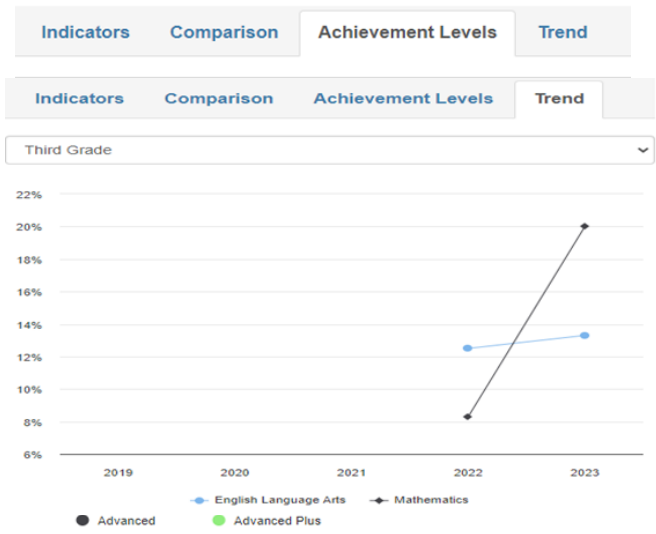 Indicators Comparison Achievement Levels Trend
Indicators Comparison Achievement Levels Trend
Third Grade
22%
20%
18%
16%
14%
12%
10%
8%
6%
2019 2020 2021 2022 2023
English Language Arts Mathematics
Advanced Advanced Plus